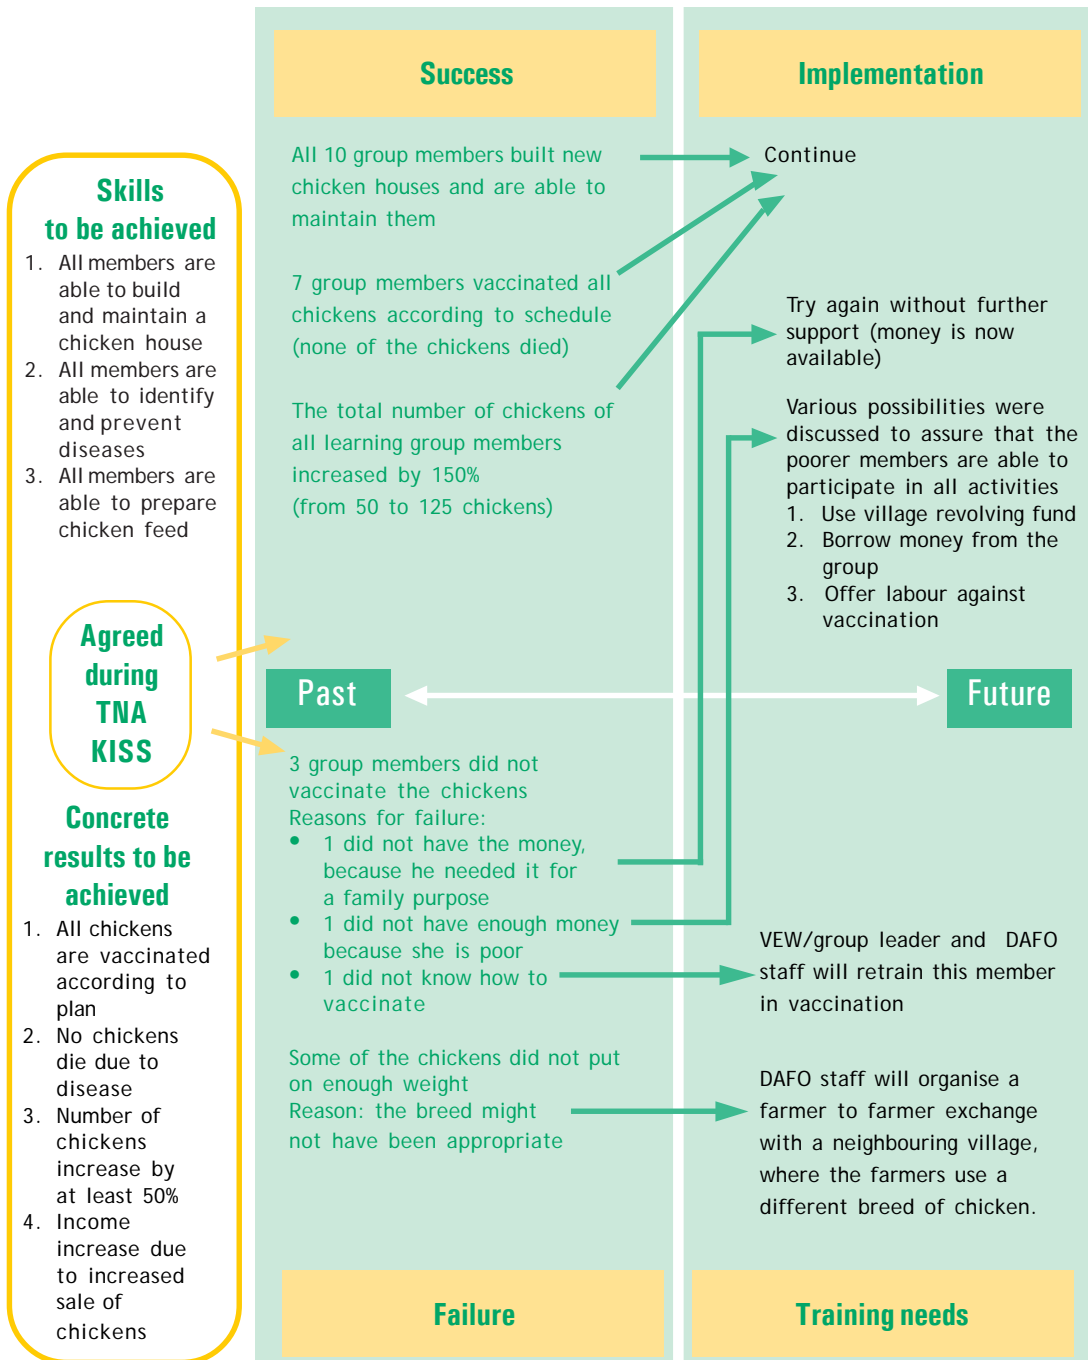 Skills
to be achieved
1. All members are
able to build
and maintain a
chicken house
2. All members are
able to identify
and prevent
diseases
3. All members are
able to prepare
chicken feed
Agreed
during
TNA
KISS
Concrete
results to be
achieved
1. All chickens
are vaccinated
according to
plan
2. No chickens
die due to
disease
3. Number of
chickens
increase by
at least 50%
4. Income
increase due
to increased
sale of
chickens
Success
All 10 group members built new
chicken houses and are able to
maintain them
7 group members vaccinated all
chickens according to schedule
(none of the chickens died)
The total number of chickens of
all learning group members
increased by 150%
(from 50 to 125 chickens)
Implementation
Continue
Try again without further
support (money is now
available)
Various possibilities were
discussed to assure that the
poorer members are able to
participate in all activities
1. Use village revolving fund
2. Borrow money from the
group
3. Offer labour against
vaccination
Past
Future
3 group members did not
vaccinate the chickens
Reasons for failure:
• 1 did not have the money,
because he needed it for
a family purpose
• 1 did not have enough money
because she is poor
• 1 did not know how to
vaccinate
Some of the chickens did not put
on enough weight
Reason: the breed might
not have been appropriate
Failure
VEW/group leader and DAFO
staff will retrain this member
in vaccination
DAFO staff will organise a
farmer to farmer exchange
with a neighbouring village,
where the farmers use a
different breed of chicken.
Training needs